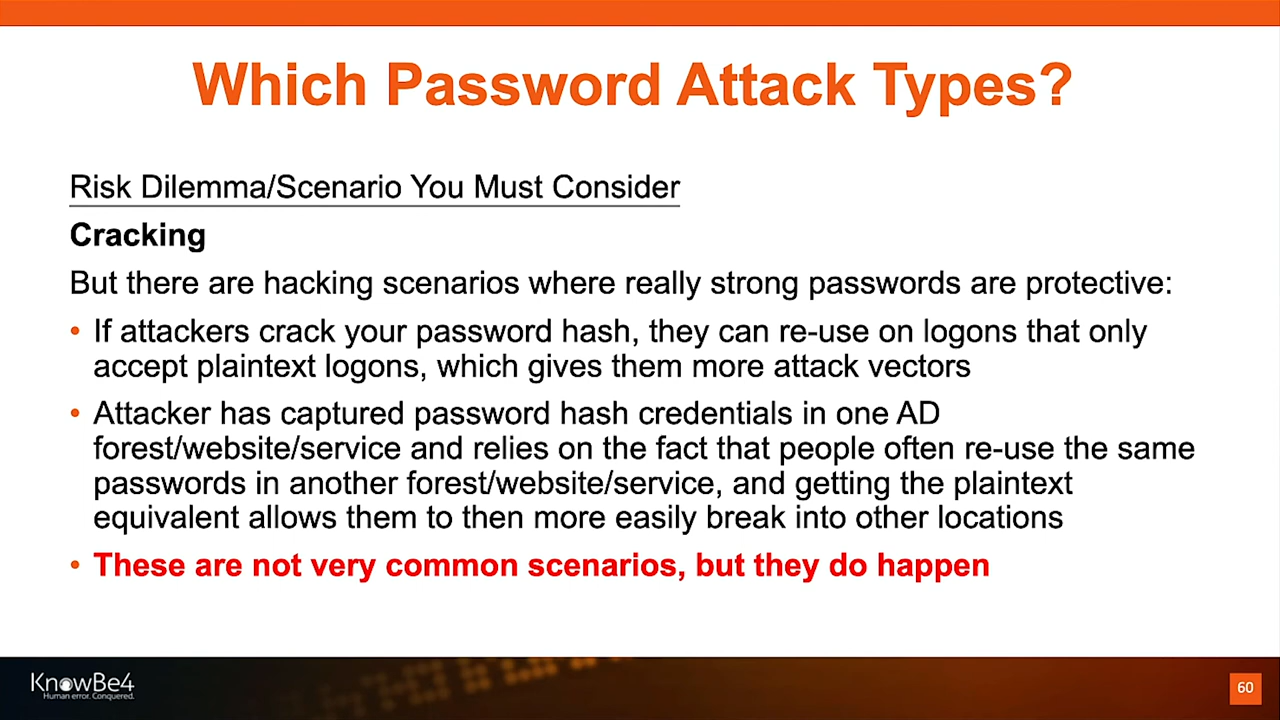 Which Password Attack Types?
Risk Dilemma/Scenario You Must Consider
Cracking
But there are hacking scenarios where really strong passwords are protective:
• If attackers crack your password hash, they can re-use on logons that only
accept plaintext logons, which gives them more attack vectors
• Attacker has captured password hash credentials in one AD
forest/website/service and relies on the fact that people often re-use the same
passwords in another forest/website/service, and getting the plaintext
equivalent allows them to then more easily break into other locations
• These are not very common scenarios, but they do happen
KnowBe4
Human error. Conquered.
60